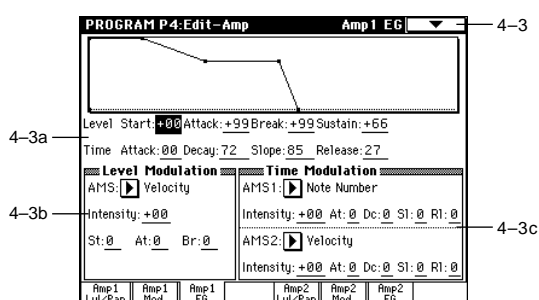 PROGRAM P4:Edit-Amp Amp1 EG
4–3
4–3a
Level Start:+00 Attack:+99 Break:+99 Sustain:+66
Time Attack:00 Decay:72 Slope:85 Release:27
Level Modulation
AMS: Velocity
4–3b
Intensity:+00
St:0 At:0 Br:0
Time Modulation
AMS1: Note Number
Intensity:+00 At:0 Dc:0 Sl:0 Rl:0
4–3c
AMS2: Velocity
Intensity:+00 At:0 Dc:0 Sl:0 Rl:0
Amp1 Lvl/Pan
Amp1 Mod.
Amp1 EG
Amp2 Lvl/Pan
Amp2 Mod.
Amp2 EG